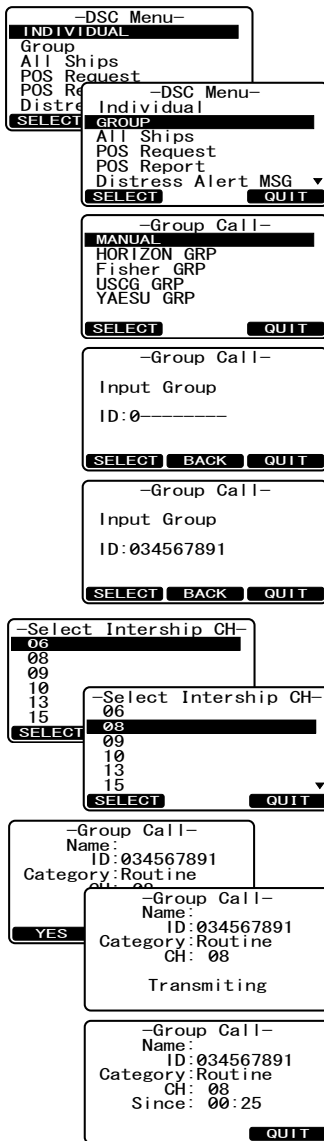 -DSC Menu-
INDIVIDUAL
Group
All Ships
POS Request
POS Re
Distre
SELECT
-DSC Menu-
Individual
GROUP
All Ships
POS Request
POS Report
Distress Alert MSG ▼
SELECT QUIT
-Group Call-
MANUAL
HORIZON GRP
Fisher GRP
USCG GRP
YAESU GRP
SELECT QUIT
-Group Call-
Input Group
ID:0--------
SELECT BACK QUIT
-Group Call-
Input Group
ID:034567891
SELECT BACK QUIT
-Select Intership CH-
06
08
09
10
13
15
SELECT
-Select Intership CH-
06
08
09
10
13
15 ▼
SELECT QUIT
-Group Call-
Name:
ID:034567891
Category:Routine
CH: 08
YES
-Group Call-
Name:
ID:034567891
Category:Routine
CH: 08
Transmiting
-Group Call-
Name:
ID:034567891
Category:Routine
CH: 08
Since: 00:25
QUIT